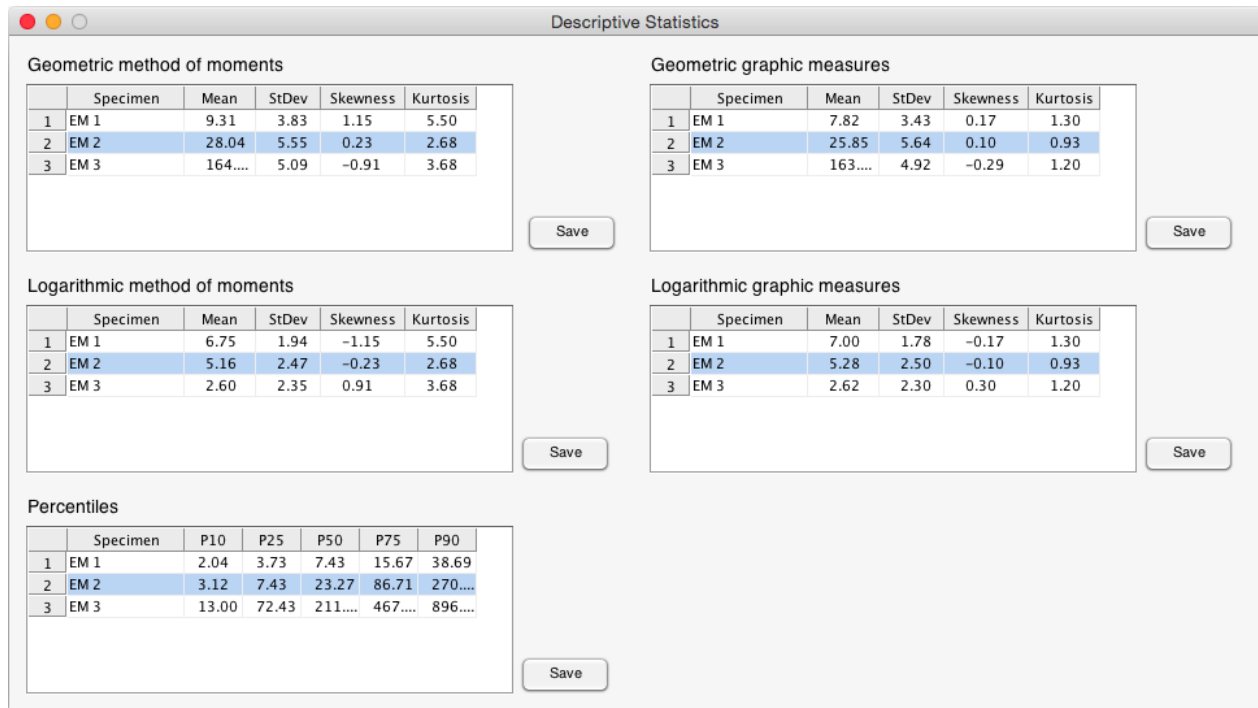 Descriptive Statistics
Geometric method of moments
Specimen Mean StDev Skewness Kurtosis
1 EM 1 9.31 3.83 1.15 5.50
2 EM 2 28.04 5.55 0.23 2.68
3 EM 3 164.... 5.09 −0.91 3.68
Save
Geometric graphic measures
Specimen Mean StDev Skewness Kurtosis
1 EM 1 7.82 3.43 0.17 1.30
2 EM 2 25.85 5.64 0.10 0.93
3 EM 3 163.... 4.92 −0.29 1.20
Save
Logarithmic method of moments
Specimen Mean StDev Skewness Kurtosis
1 EM 1 6.75 1.94 −1.15 5.50
2 EM 2 5.16 2.47 −0.23 2.68
3 EM 3 2.60 2.35 0.91 3.68
Save
Logarithmic graphic measures
Specimen Mean StDev Skewness Kurtosis
1 EM 1 7.00 1.78 −0.17 1.30
2 EM 2 5.28 2.50 −0.10 0.93
3 EM 3 2.62 2.30 0.30 1.20
Save
Percentiles
Specimen P10 P25 P50 P75 P90
1 EM 1 2.04 3.73 7.43 15.67 38.69
2 EM 2 3.12 7.43 23.27 86.71 270....
3 EM 3 13.00 72.43 211.... 467.... 896....
Save